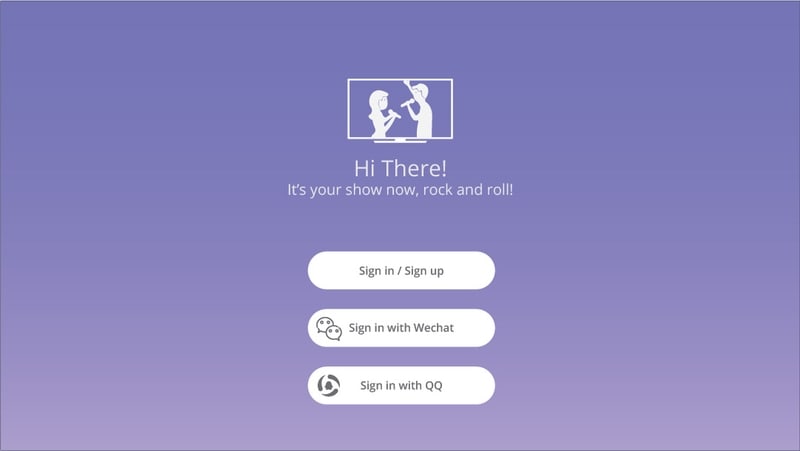 Hi There!
It's your show now, rock and roll!
Sign in / Sign up
Sign in with Wechat
Sign in with QQ